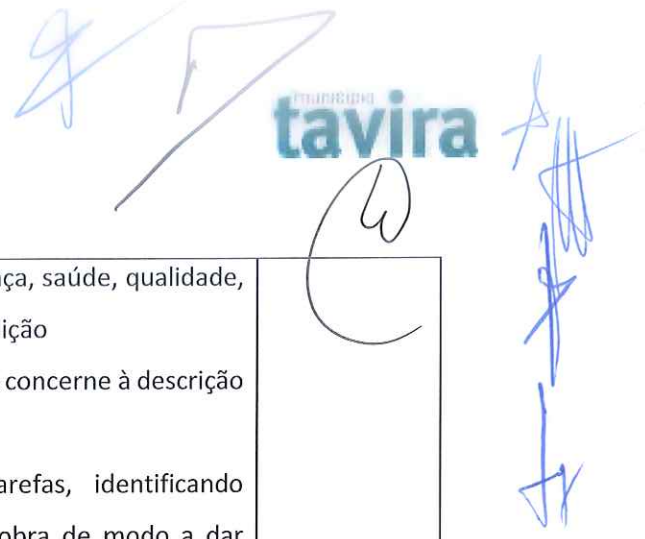 município
tavira
ça, saúde, qualidade,
ição
concerne à descrição
arefas, identificando
obra de modo a dar